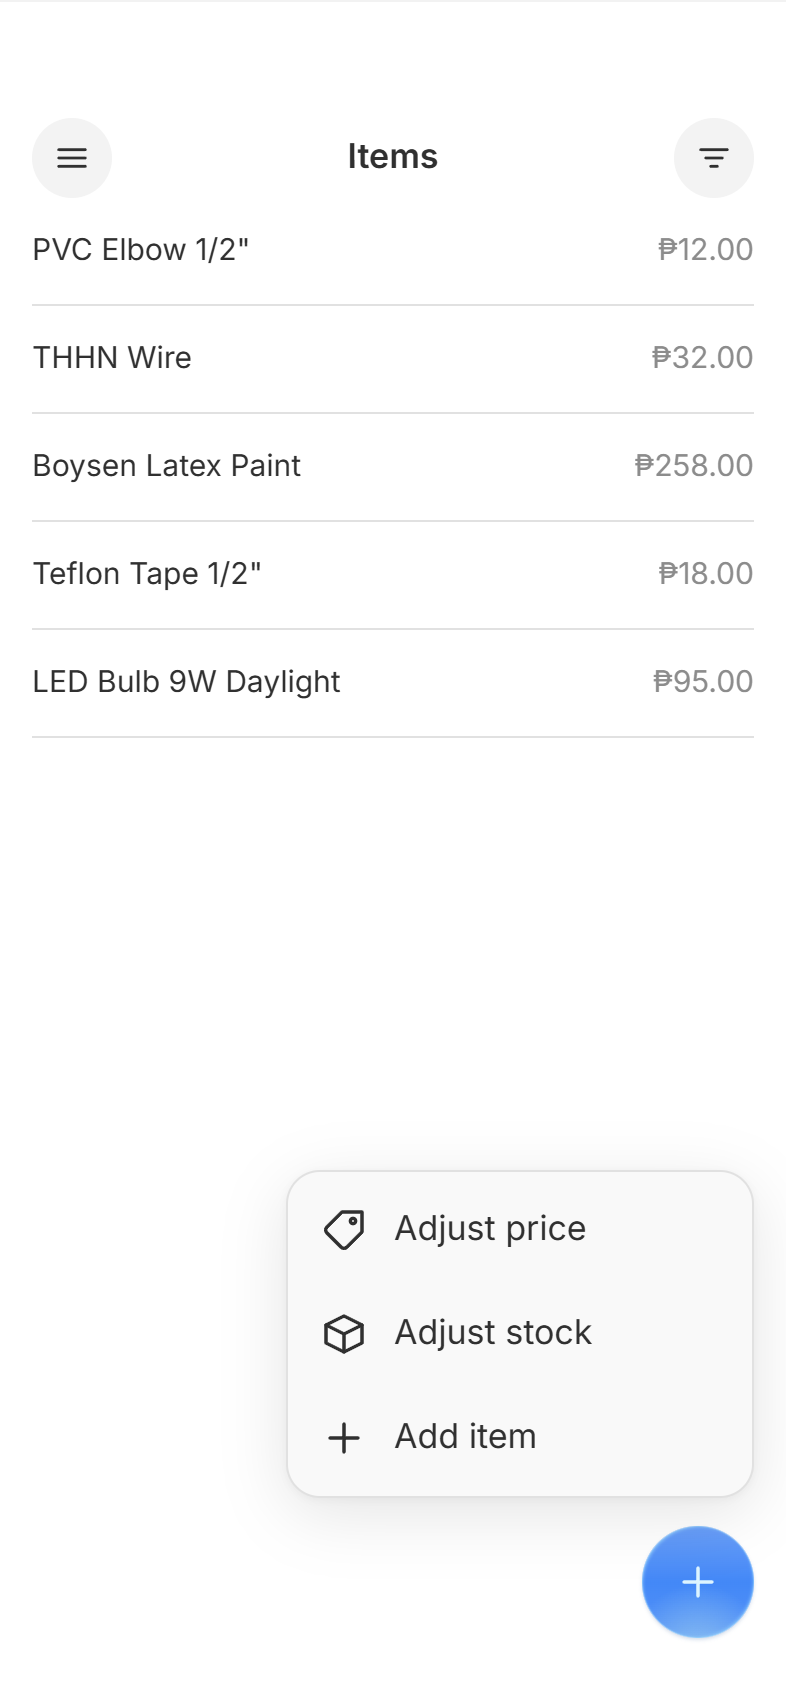 Items
PVC Elbow 1/2" ₱12.00
THHN Wire ₱32.00
Boysen Latex Paint ₱258.00
Teflon Tape 1/2" ₱18.00
LED Bulb 9W Daylight ₱95.00
Adjust price
Adjust stock
Add item